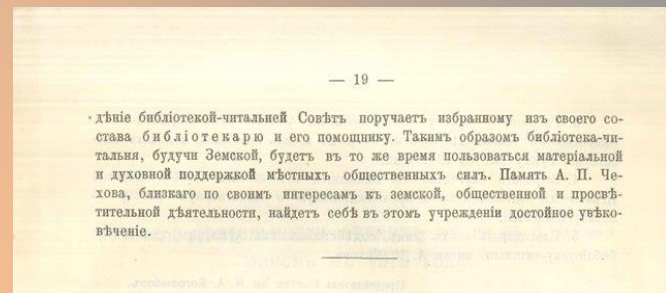 — 19 —
дѣніе библіотекой-читальней Совѣтъ поручаетъ избранному изъ своего со-
става библіотекарю и его помощнику. Такимъ образомъ библіотека-чи-
тальня, будучи Земской, будетъ въ то же время пользоваться матеріальной
и духовной поддержкой мѣстныхъ общественныхъ силъ. Память А. П. Че-
хова, близкаго по своимъ интересамъ къ земской, общественной и просвѣ-
тительной дѣятельности, найдетъ себѣ въ этомъ учрежденіи достойное увѣко-
вѣченіе.